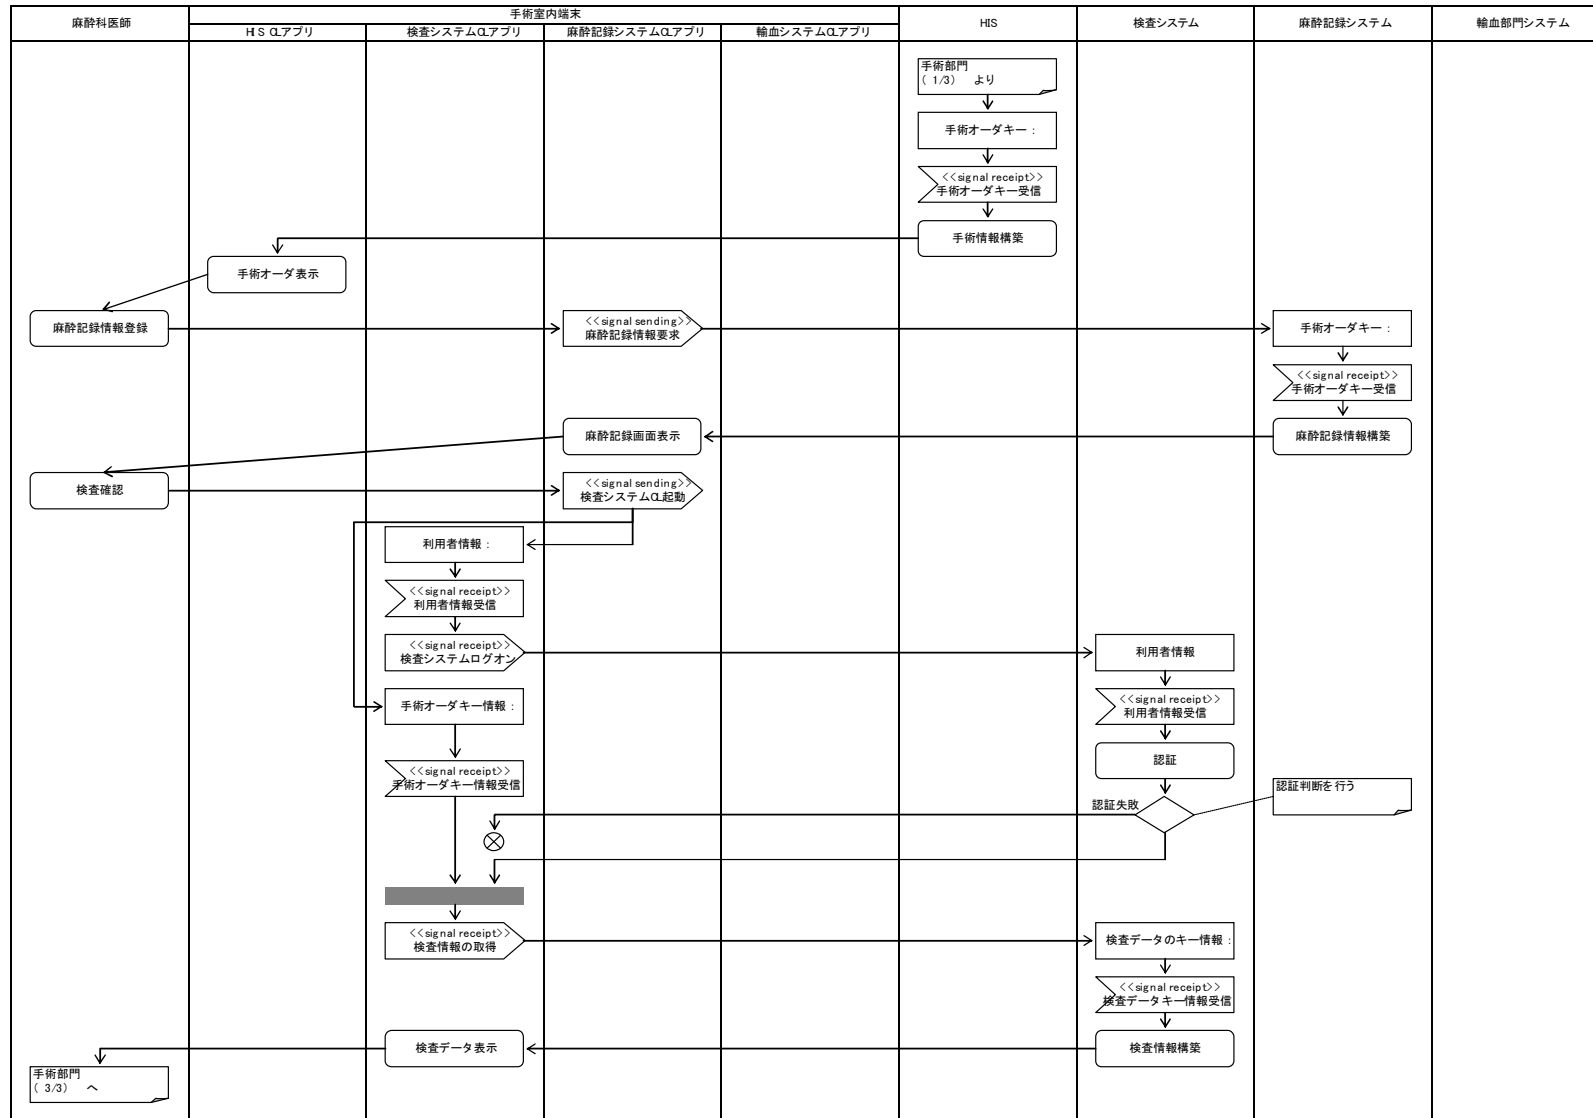 麻酔科医師
手術室内端末
HIS
検査システム
麻酔記録システム
輸血部門システム
HIS CLアプリ
検査システムCLアプリ
麻酔記録システムCLアプリ
輸血システムCLアプリ
手術部門
( 1/3) より
手術オーダキー:
<<signal receipt>>
手術オーダキー受信
手術情報構築
手術オーダ表示
麻酔記録情報登録
<<signal sending>>
麻酔記録情報要求
手術オーダキー:
<<signal receipt>>
手術オーダキー受信
麻酔記録画面表示
麻酔記録情報構築
検査確認
<<signal sending>>
検査システムCL起動
利用者情報:
<<signal receipt>>
利用者情報受信
<<signal receipt>>
検査システムログオン
利用者情報
手術オーダキー情報:
<<signal receipt>>
利用者情報受信
認証
<<signal receipt>>
手術オーダキー情報受信
認証判断を行う
認証失敗
<<signal receipt>>
検査情報の取得
検査データのキー情報:
<<signal receipt>>
検査データキー情報受信
検査データ表示
検査情報構築
手術部門
( 3/3) へ